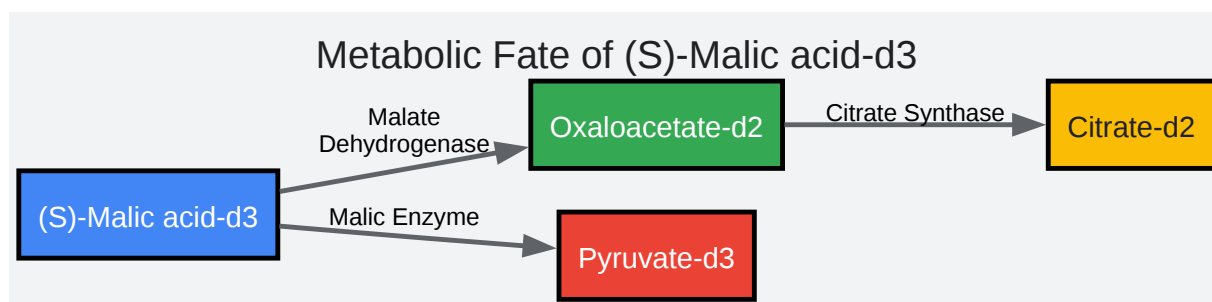 Metabolic Fate of (S)-Malic acid-d3
Malate
Dehydrogenase
Oxaloacetate-d2
Citrate Synthase
Citrate-d2
(S)-Malic acid-d3
Malic Enzyme
Pyruvate-d3